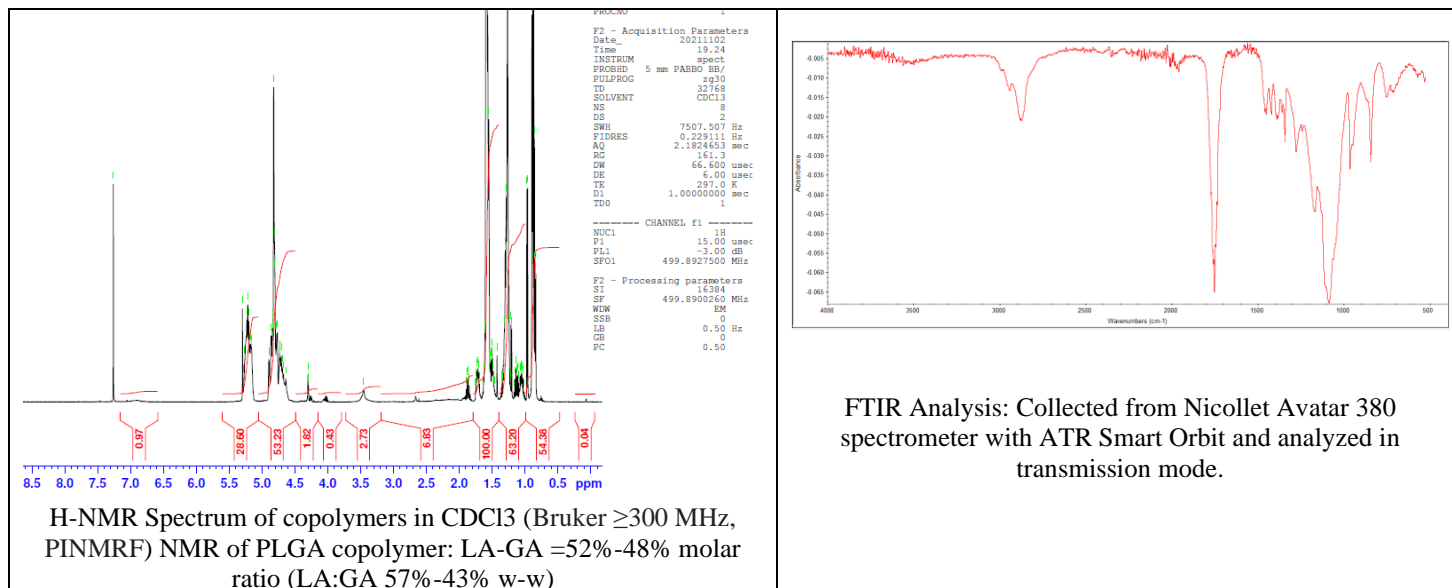 PROCNO 1
F2 - Acquisition Parameters
Date_ 20211102
Time 19.24
INSTRUM spect
PROBHD 5 mm PABBO BB/
PULPROG zg30
TD 32768
SOLVENT CDCl3
NS 8
DS 2
SWH 7507.507 Hz
FIDRES 0.229111 Hz
AQ 2.1824653 sec
RG 161.3
DW 66.600 usec
DE 6.00 usec
TE 297.0 K
D1 1.00000000 sec
TD0 1
-------- CHANNEL f1 --------
NUC1 1H
P1 15.00 usec
PL1 -3.00 dB
SFO1 499.8927500 MHz
F2 - Processing parameters
SI 16384
SF 499.8900260 MHz
WDW EM
SSB 0
LB 0.50 Hz
GB 0
PC 0.50
0.97 28.60 53.23 1.82 0.43 2.73 6.83 100.00 63.20 54.38 0.04
8.5 8.0 7.5 7.0 6.5 6.0 5.5 5.0 4.5 4.0 3.5 3.0 2.5 2.0 1.5 1.0 0.5 ppm
H-NMR Spectrum of copolymers in CDCl3 (Bruker ≥300 MHz,
PINMRF) NMR of PLGA copolymer: LA-GA =52%-48% molar
ratio (LA:GA 57%-43% w-w)
-0.005
-0.010
-0.015
-0.020
-0.025
-0.030
-0.035
-0.040
-0.045
-0.050
-0.055
-0.060
-0.065
Absorbance
4000 3500 3000 2500 2000 1500 1000 500
Wavenumbers (cm-1)
FTIR Analysis: Collected from Nicollet Avatar 380
spectrometer with ATR Smart Orbit and analyzed in
transmission mode.